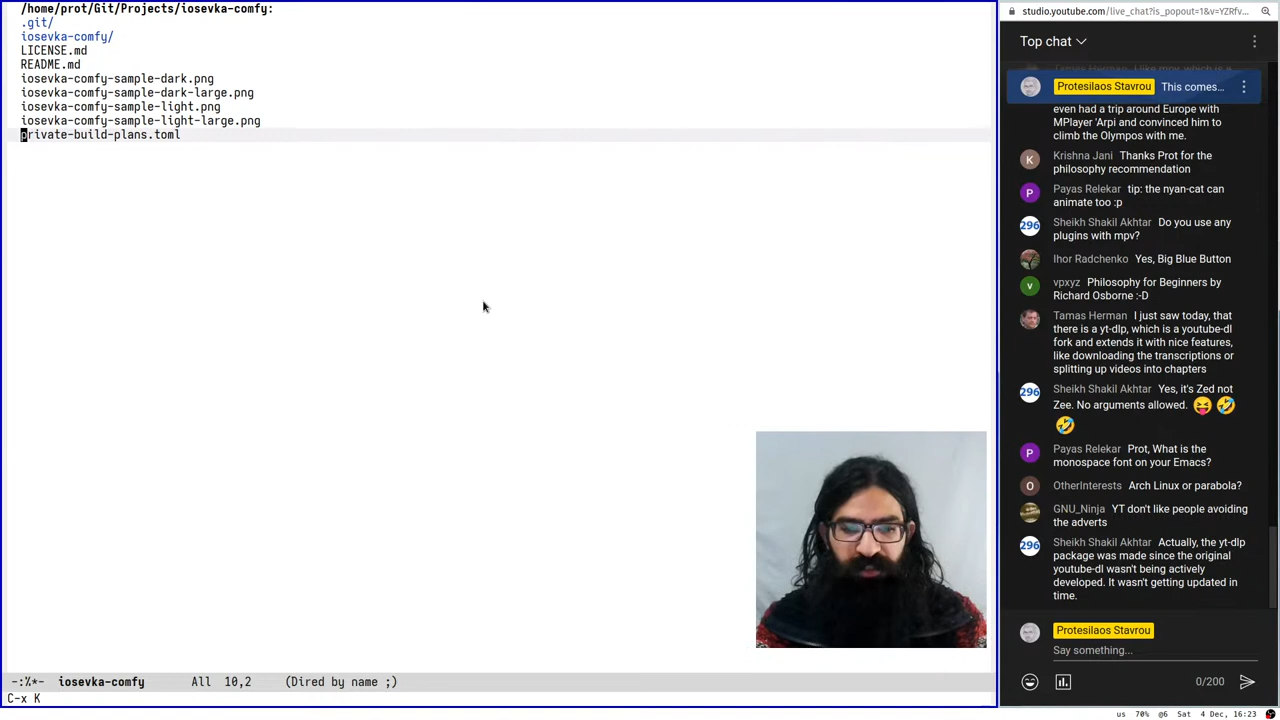 /home/prot/Git/Projects/iosevka-comfy:
.git/
iosevka-comfy/
LICENSE.md
README.md
iosevka-comfy-sample-dark.png
iosevka-comfy-sample-dark-large.png
iosevka-comfy-sample-light.png
iosevka-comfy-sample-light-large.png
private-build-plans.toml
-:%*-  iosevka-comfy  All  10,2  (Dired by name ;)
C-x K
studio.youtube.com/live_chat?is_popout=1&v=YZRfv...
Top chat
Protesilaos Stavrou This comes...
even had a trip around Europe with
MPlayer 'Arpi and convinced him to
climb the Olympos with me.
K Krishna Jani Thanks Prot for the
philosophy recommendation
P Payas Relekar tip: the nyan-cat can
animate too :p
296 Sheikh Shakil Akhtar Do you use any
plugins with mpv?
Ihor Radchenko Yes, Big Blue Button
v vpxyz Philosophy for Beginners by
Richard Osborne :-D
Tamas Herman I just saw today, that
there is a yt-dlp, which is a youtube-dl
fork and extends it with nice features,
like downloading the transcriptions or
splitting up videos into chapters
296 Sheikh Shakil Akhtar Yes, it's Zed not
Zee. No arguments allowed. 😝 🤣
🤣
P Payas Relekar Prot, What is the
monospace font on your Emacs?
O OtherInterests Arch Linux or parabola?
GNU_Ninja YT don't like people avoiding
the adverts
296 Sheikh Shakil Akhtar Actually, the yt-dlp
package was made since the original
youtube-dl wasn't being actively
developed. It wasn't getting updated in
time.
Protesilaos Stavrou
Say something...
0/200
us 70% @6 Sat 4 Dec, 16:23